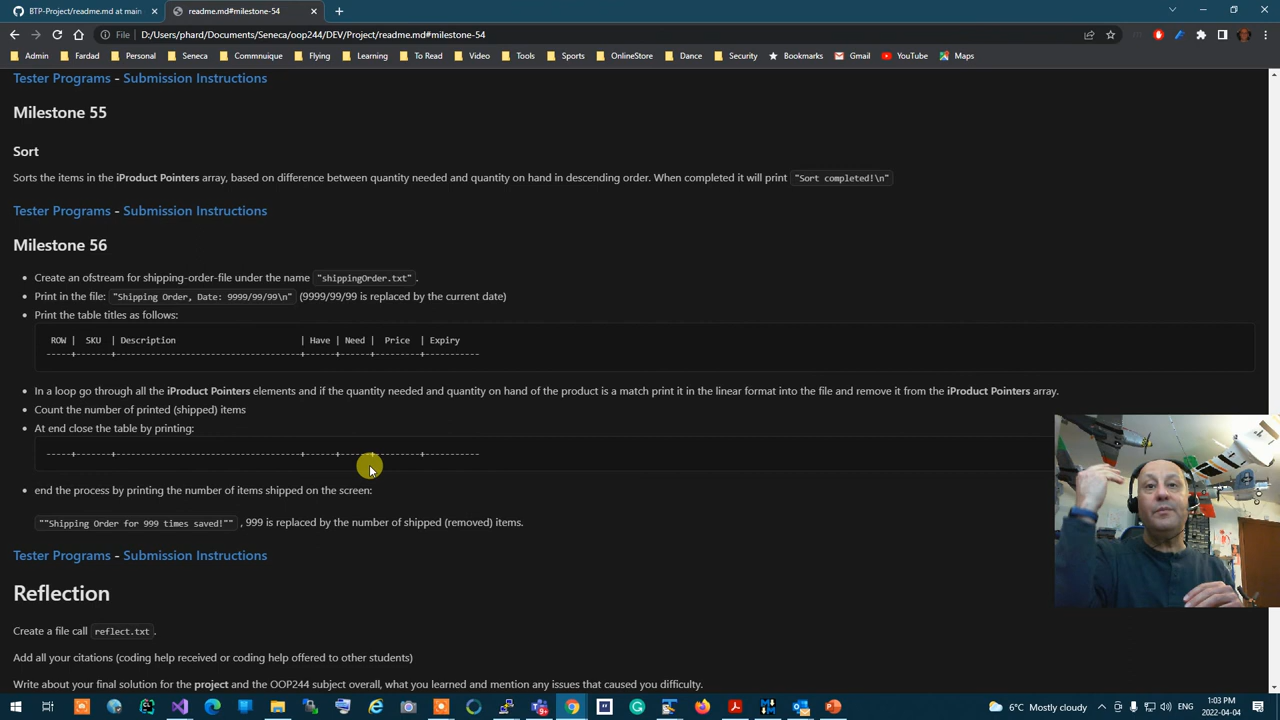 BTP-Project/readme.md at main
readme.md#milestone-54
File
D:/Users/phard/Documents/Seneca/oop244/DEV/Project/readme.md#milestone-54
Admin Fardad Personal Seneca Commnuique Flying Learning To Read Video Tools Sports OnlineStore Dance Security Bookmarks Gmail YouTube Maps
Tester Programs - Submission Instructions
Milestone 55
Sort
Sorts the items in the iProduct Pointers array, based on difference between quantity needed and quantity on hand in descending order. When completed it will print "Sort completed!\n"
Tester Programs - Submission Instructions
Milestone 56
• Create an ofstream for shipping-order-file under the name "shippingOrder.txt".
• Print in the file: "Shipping Order, Date: 9999/99/99\n" (9999/99/99 is replaced by the current date)
• Print the table titles as follows:
ROW | SKU | Description | Have | Need | Price | Expiry
-----+-------+-------------------------------------+------+------+---------+-----------
• In a loop go through all the iProduct Pointers elements and if the quantity needed and quantity on hand of the product is a match print it in the linear format into the file and remove it from the iProduct Pointers array.
• Count the number of printed (shipped) items
• At end close the table by printing:
-----+-------+-------------------------------------+------+------+---------+-----------
• end the process by printing the number of items shipped on the screen:
""Shipping Order for 999 times saved!"" , 999 is replaced by the number of shipped (removed) items.
Tester Programs - Submission Instructions
Reflection
Create a file call reflect.txt.
Add all your citations (coding help received or coding help offered to other students)
Write about your final solution for the project and the OOP244 subject overall, what you learned and mention any issues that caused you difficulty.
6°C Mostly cloudy
1:03 PM
2022-04-04